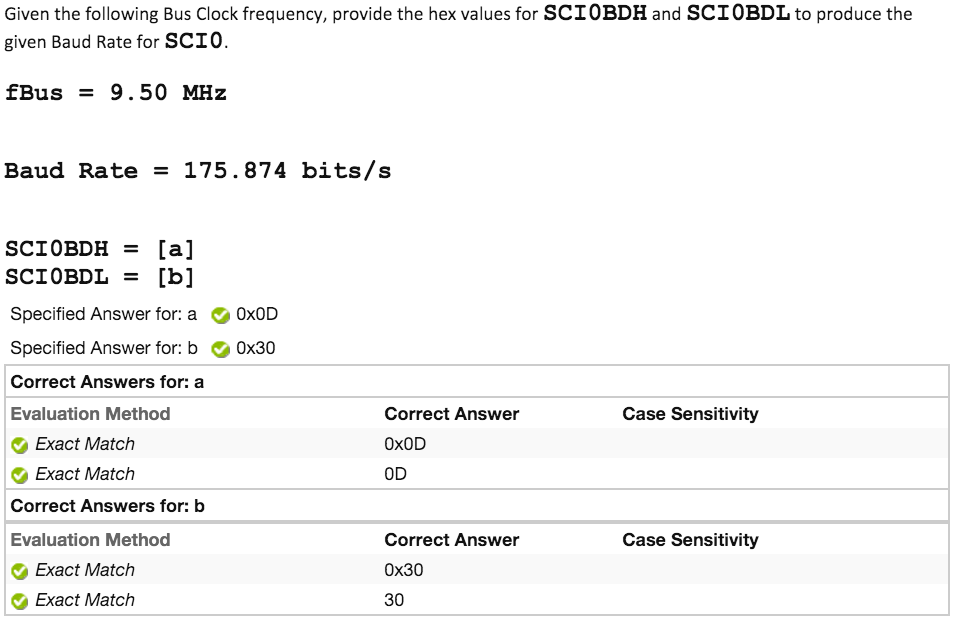 Given the following Bus Clock frequency, provide the hex values for SCI0BDH and SCI0BDL to produce the
given Baud Rate for SCI0.
fBus = 9.50 MHz
Baud Rate = 175.874 bits/s
SCI0BDH = [a]
SCI0BDL = [b]
Specified Answer for: a 0x0D
Specified Answer for: b 0x30
Correct Answers for: a
Evaluation Method Correct Answer Case Sensitivity
Exact Match 0x0D
Exact Match 0D
Correct Answers for: b
Evaluation Method Correct Answer Case Sensitivity
Exact Match 0x30
Exact Match 30